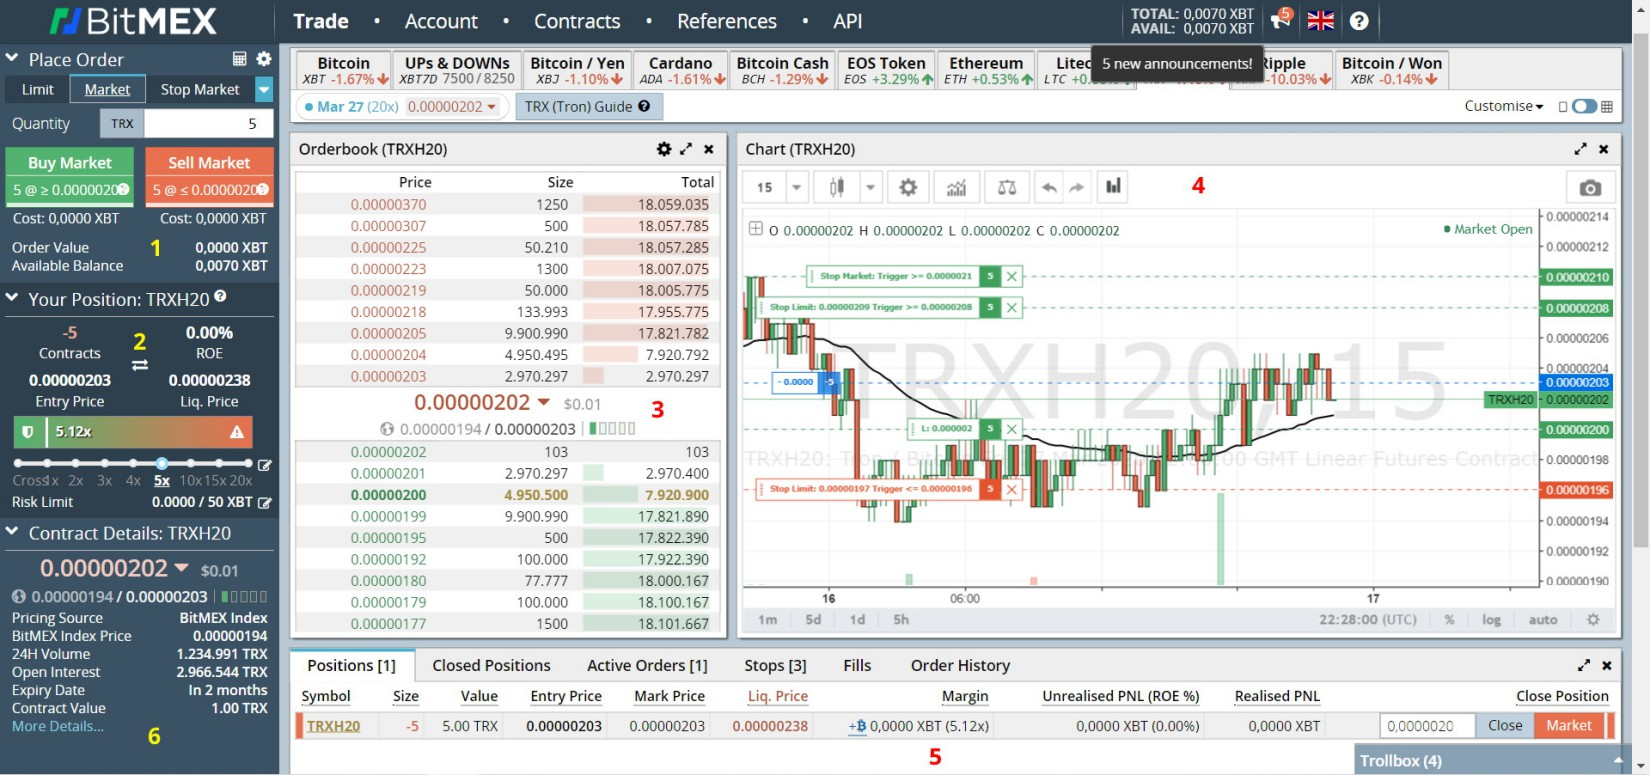 BitMEX
Trade • Account • Contracts • References • API
TOTAL: 0,0070 XBT
AVAIL: 0,0070 XBT
5
?
5 new announcements!
Place Order
Limit Market Stop Market
Quantity TRX 5
Buy Market Sell Market
5 @ ≥ 0.0000020 5 @ ≤ 0.0000020
Cost: 0,0000 XBT Cost: 0,0000 XBT
1
Order Value 0,0000 XBT
Available Balance 0,0070 XBT
Your Position: TRXH20
-5 0.00%
2
Contracts ROE
0.00000203 0.00000238
Entry Price Liq. Price
5.12x
Cross 1x 2x 3x 4x 5x 10x 15x 20x
Risk Limit 0.0000 / 50 XBT
Contract Details: TRXH20
0.00000202 $0.01
0.00000194 / 0.00000203
Pricing Source BitMEX Index
BitMEX Index Price 0.00000194
24H Volume 1.234.991 TRX
Open Interest 2.966.544 TRX
Expiry Date In 2 months
Contract Value 1.00 TRX
More Details...
6
Bitcoin UPs & DOWNs Bitcoin / Yen Cardano Bitcoin Cash EOS Token Ethereum Bitcoin / Won
XBT -1.67% XBT7D 7500 / 8250 XBJ -1.10% ADA -1.61% BCH -1.29% EOS +3.29% ETH +0.53% LTC -10.03% XBK -0.14%
Mar 27 (20x) 0.00000202 TRX (Tron) Guide ?
Customise
Orderbook (TRXH20)
Price Size Total
0.00000370 1250 18.059.035
0.00000307 500 18.057.785
0.00000225 50.210 18.057.285
0.00000223 1300 18.007.075
0.00000219 50.000 18.005.775
0.00000218 133.993 17.955.775
0.00000205 9.900.990 17.821.782
0.00000204 4.950.495 7.920.792
0.00000203 2.970.297 2.970.297
0.00000202 $0.01
3
0.00000194 / 0.00000203
0.00000202 103 103
0.00000201 2.970.297 2.970.400
0.00000200 4.950.500 7.920.900
0.00000199 9.900.990 17.821.890
0.00000195 500 17.822.390
0.00000192 100.000 17.922.390
0.00000180 77.777 18.000.167
0.00000179 100.000 18.100.167
0.00000177 1500 18.101.667
Chart (TRXH20)
15
4
O 0.00000202 H 0.00000202 L 0.00000202 C 0.00000202
Market Open
TRXH20, 15
Stop Market: Trigger >= 0.0000021 5
Stop Limit: 0.00000209 Trigger >= 0.00000208 5
- 0.0000 -5
L: 0.000002 5
Stop Limit: 0.00000197 Trigger <= 0.00000196 5
0.00000214
0.00000212
0.00000210
0.00000208
0.00000206
0.00000204
0.00000203
TRXH20 0.00000202
0.00000200
0.00000198
0.00000196
0.00000194
0.00000192
0.00000190
16 06:00 17
1m 5d 1d 5h
22:28:00 (UTC) % log auto
Positions [1] Closed Positions Active Orders [1] Stops [3] Fills Order History
Symbol Size Value Entry Price Mark Price Liq. Price Margin Unrealised PNL (ROE %) Realised PNL Close Position
TRXH20 -5 5.00 TRX 0.00000203 0.00000203 0.00000238 0,0000 XBT (5.12x) 0,0000 XBT (0.00%) 0,0000 XBT 0,0000020 Close Market
5
Trollbox (4)